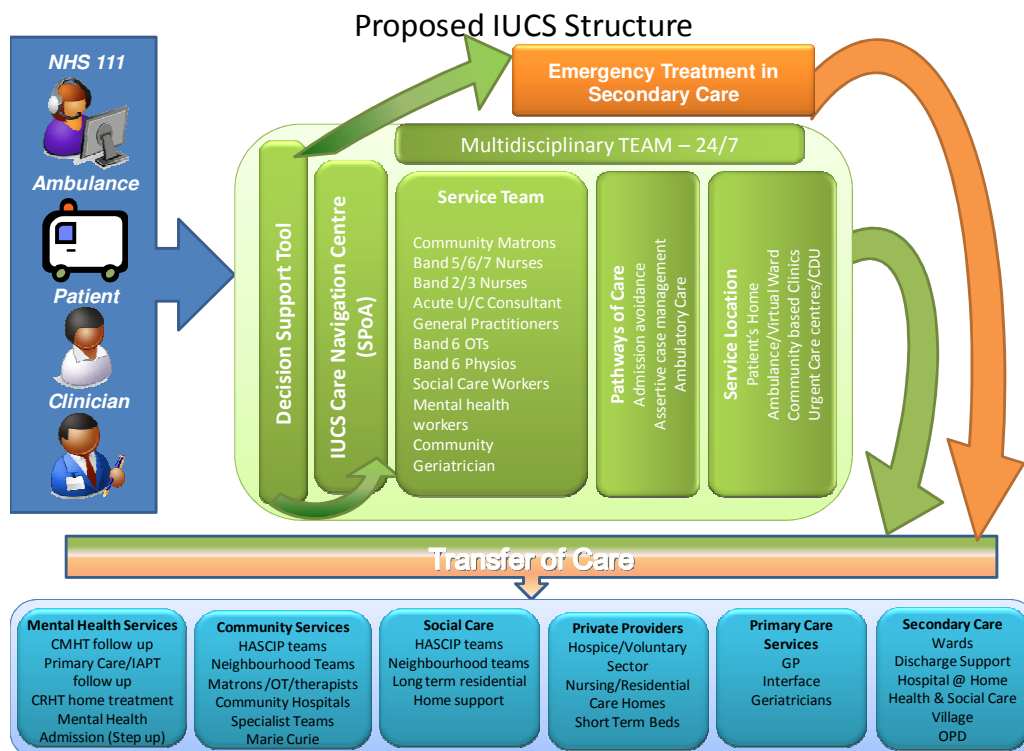 Proposed IUCS Structure
NHS 111
Ambulance
Patient
Clinician
Emergency Treatment in
Secondary Care
Multidisciplinary TEAM – 24/7
Decision Support Tool
IUCS Care Navigation Centre
(SPoA)
Service Team
Community Matrons
Band 5/6/7 Nurses
Band 2/3 Nurses
Acute U/C Consultant
General Practitioners
Band 6 OTs
Band 6 Physios
Social Care Workers
Mental health
workers
Community
Geriatrician
Pathways of Care
Admission avoidance
Assertive case management
Ambulatory Care
Service Location
Patient's Home
Ambulance/Virtual Ward
Community based Clinics
Urgent Care centres/CDU
Transfer of Care
Mental Health Services
CMHT follow up
Primary Care/IAPT
follow up
CRHT home treatment
Mental Health
Admission (Step up)
Community Services
HASCIP teams
Neighbourhood Teams
Matrons /OT/therapists
Community Hospitals
Specialist Teams
Marie Curie
Social Care
HASCIP teams
Neighbourhood teams
Long term residential
Home support
Private Providers
Hospice/Voluntary
Sector
Nursing/Residential
Care Homes
Short Term Beds
Primary Care
Services
GP
Interface
Geriatricians
Secondary Care
Wards
Discharge Support
Hospital @ Home
Health & Social Care
Village
OPD